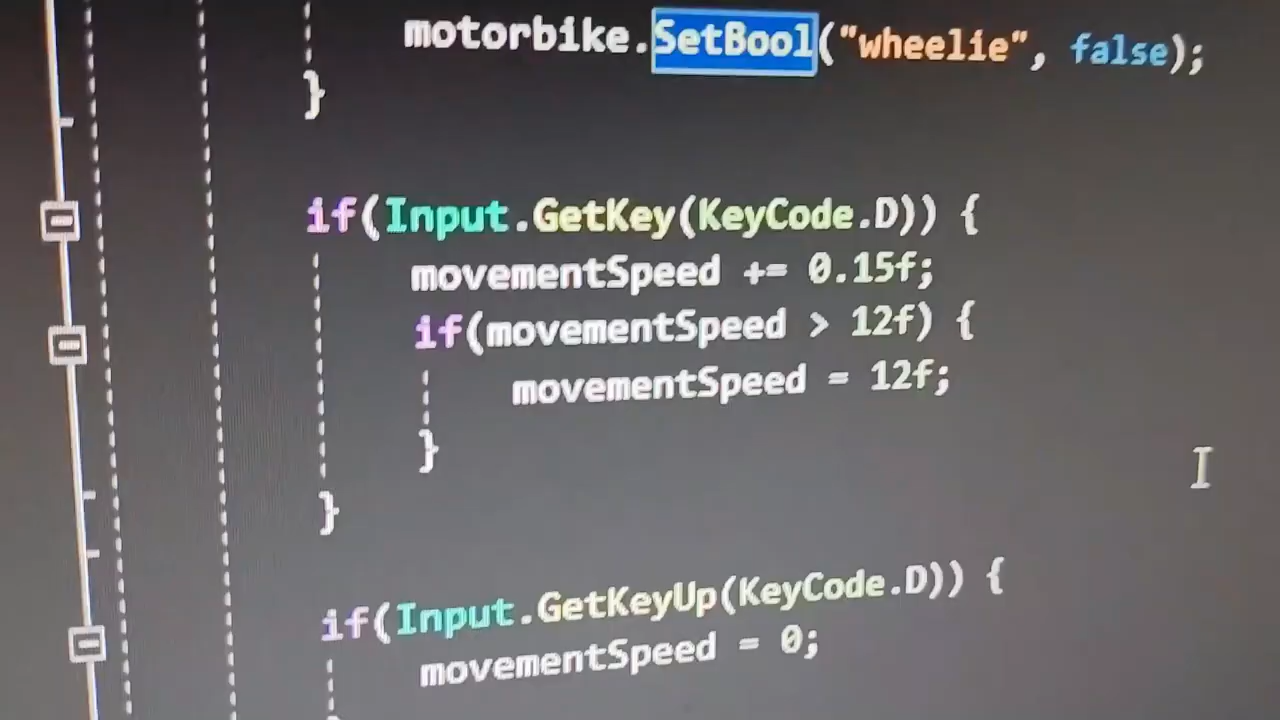 motorbike.SetBool("wheelie", false);
}
if(Input.GetKey(KeyCode.D)) {
movementSpeed += 0.15f;
if(movementSpeed > 12f) {
movementSpeed = 12f;
}
}
if(Input.GetKeyUp(KeyCode.D)) {
movementSpeed = 0;